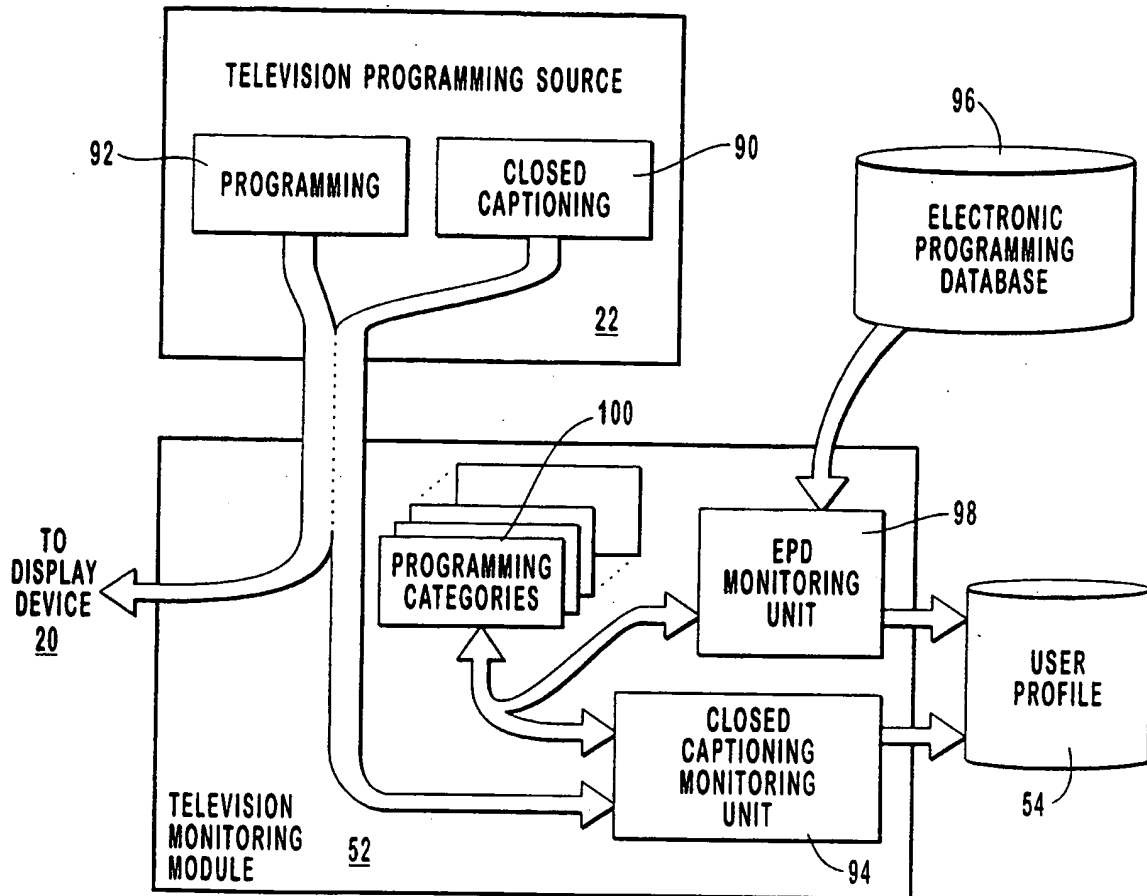 TELEVISION PROGRAMMING SOURCE
92
PROGRAMMING
90
CLOSED
CAPTIONING
22
96
ELECTRONIC
PROGRAMMING
DATABASE
100
PROGRAMMING
CATEGORIES
98
EPD
MONITORING
UNIT
TO
DISPLAY
DEVICE
20
USER
PROFILE
54
CLOSED
CAPTIONING
MONITORING
UNIT
94
TELEVISION
MONITORING
MODULE
52